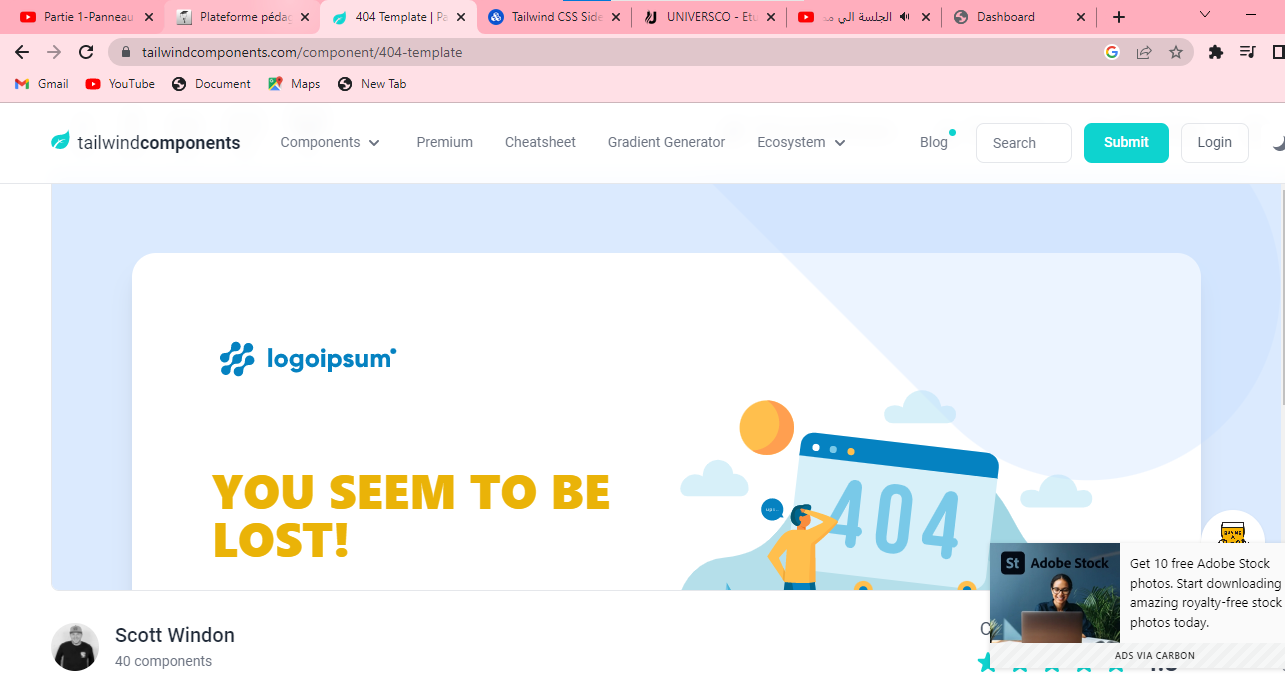 Partie 1-Panneau
Plateforme pédag
404 Template | Pa
Tailwind CSS Side
UNIVERSCO - Etu
الجلسة الي مد
Dashboard
tailwindcomponents.com/component/404-template
Gmail
YouTube
Document
Maps
New Tab
tailwindcomponents
Components
Premium
Cheatsheet
Gradient Generator
Ecosystem
Blog
Search
Submit
Login
logoipsum
YOU SEEM TO BE
LOST!
404
St Adobe Stock
Get 10 free Adobe Stock
photos. Start downloading
amazing royalty-free stock
photos today.
ADS VIA CARBON
Scott Windon
40 components